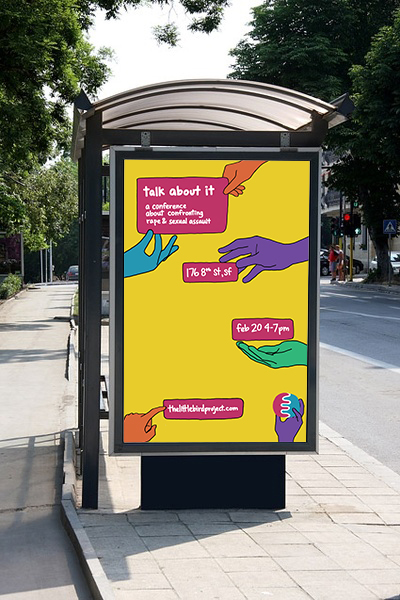 talk about it
a conference
about confronting
rape & sexual assault
176 8th st, sf
feb 20 4-7pm
thelittlebirdproject.com